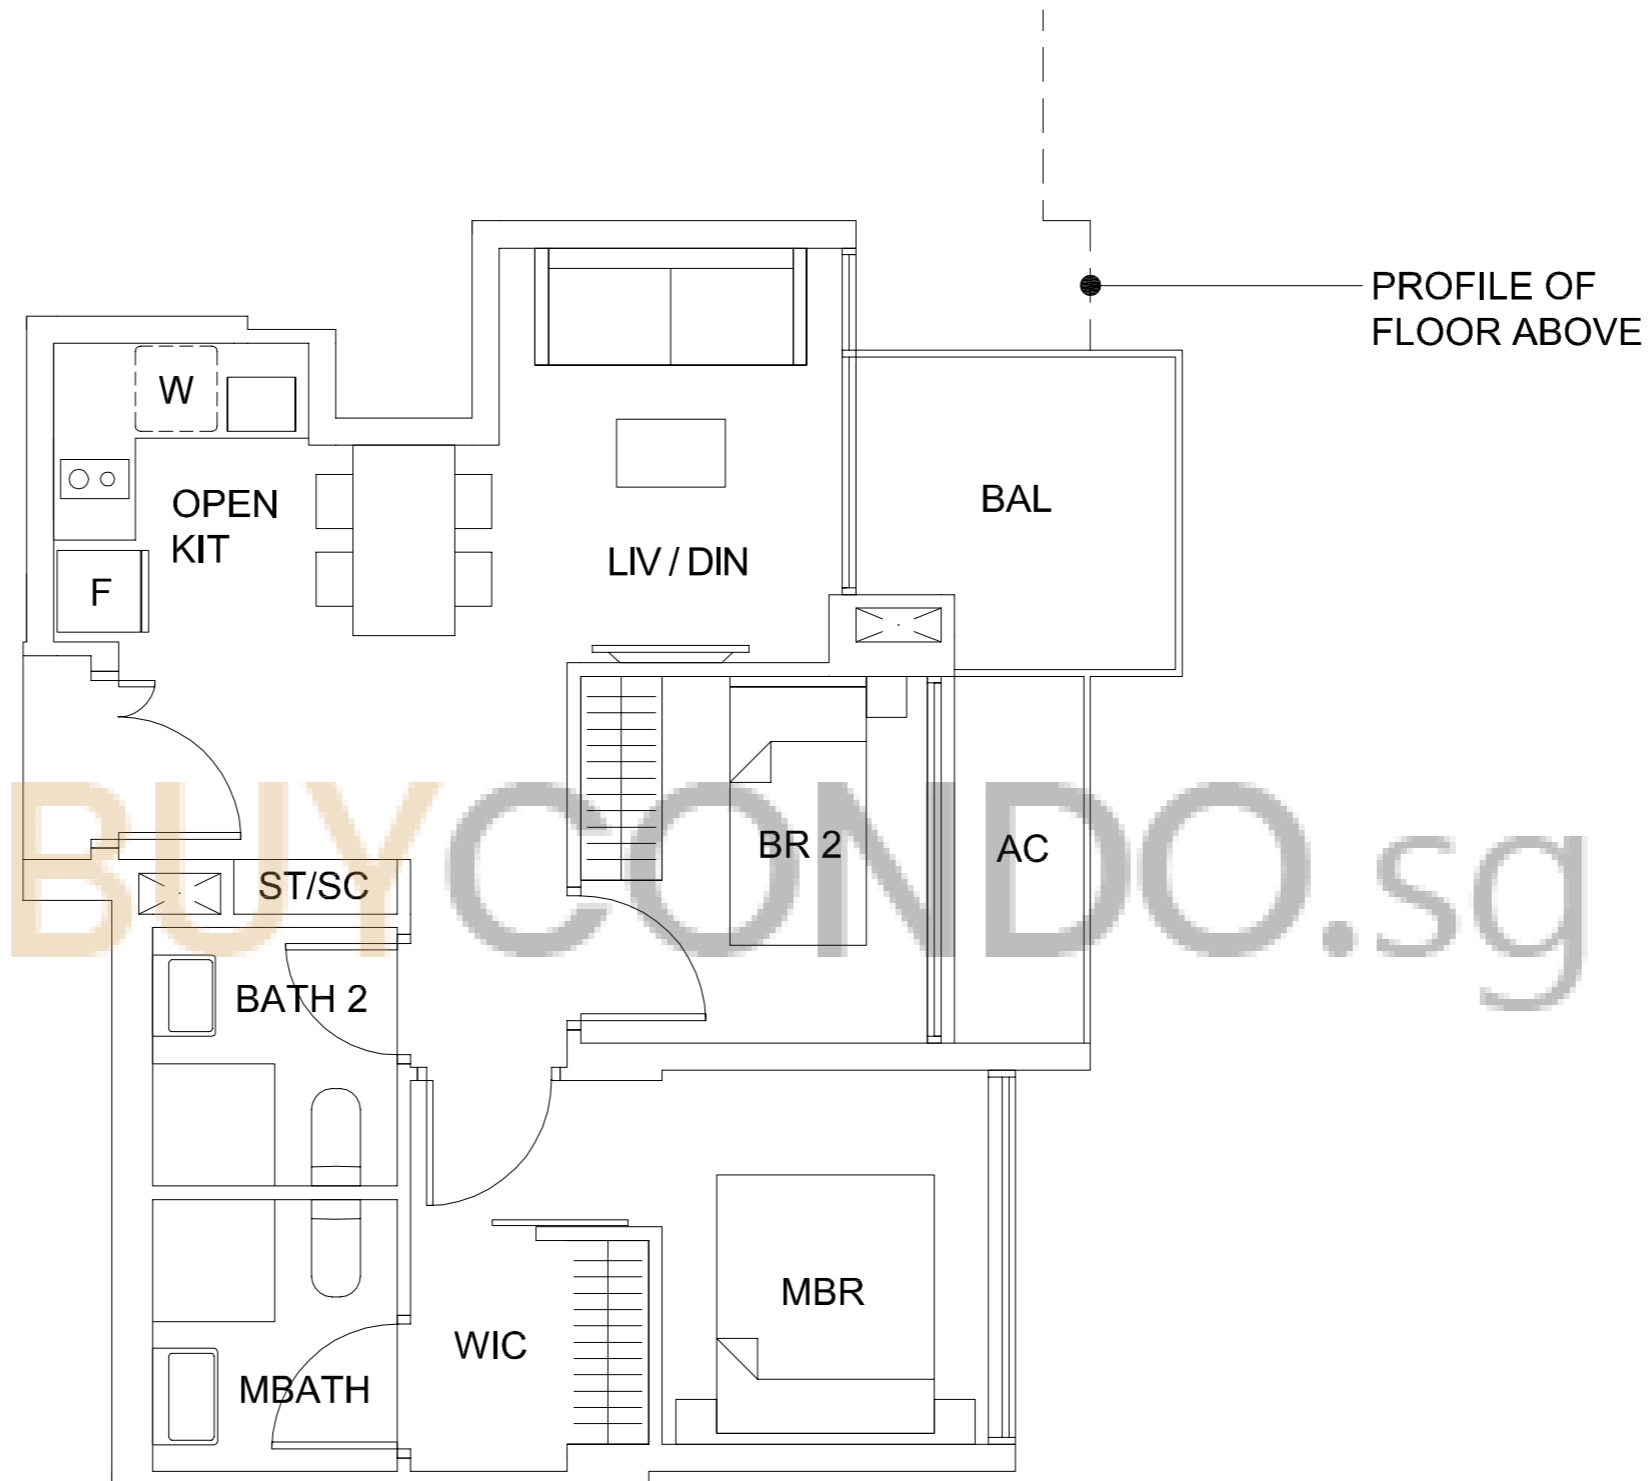 PROFILE OF
FLOOR ABOVE
W
OPEN
KIT
BAL
LIV / DIN
F
BR 2
AC
BUYCONDO.sg
ST/SC
BATH 2
MBR
WIC
MBATH